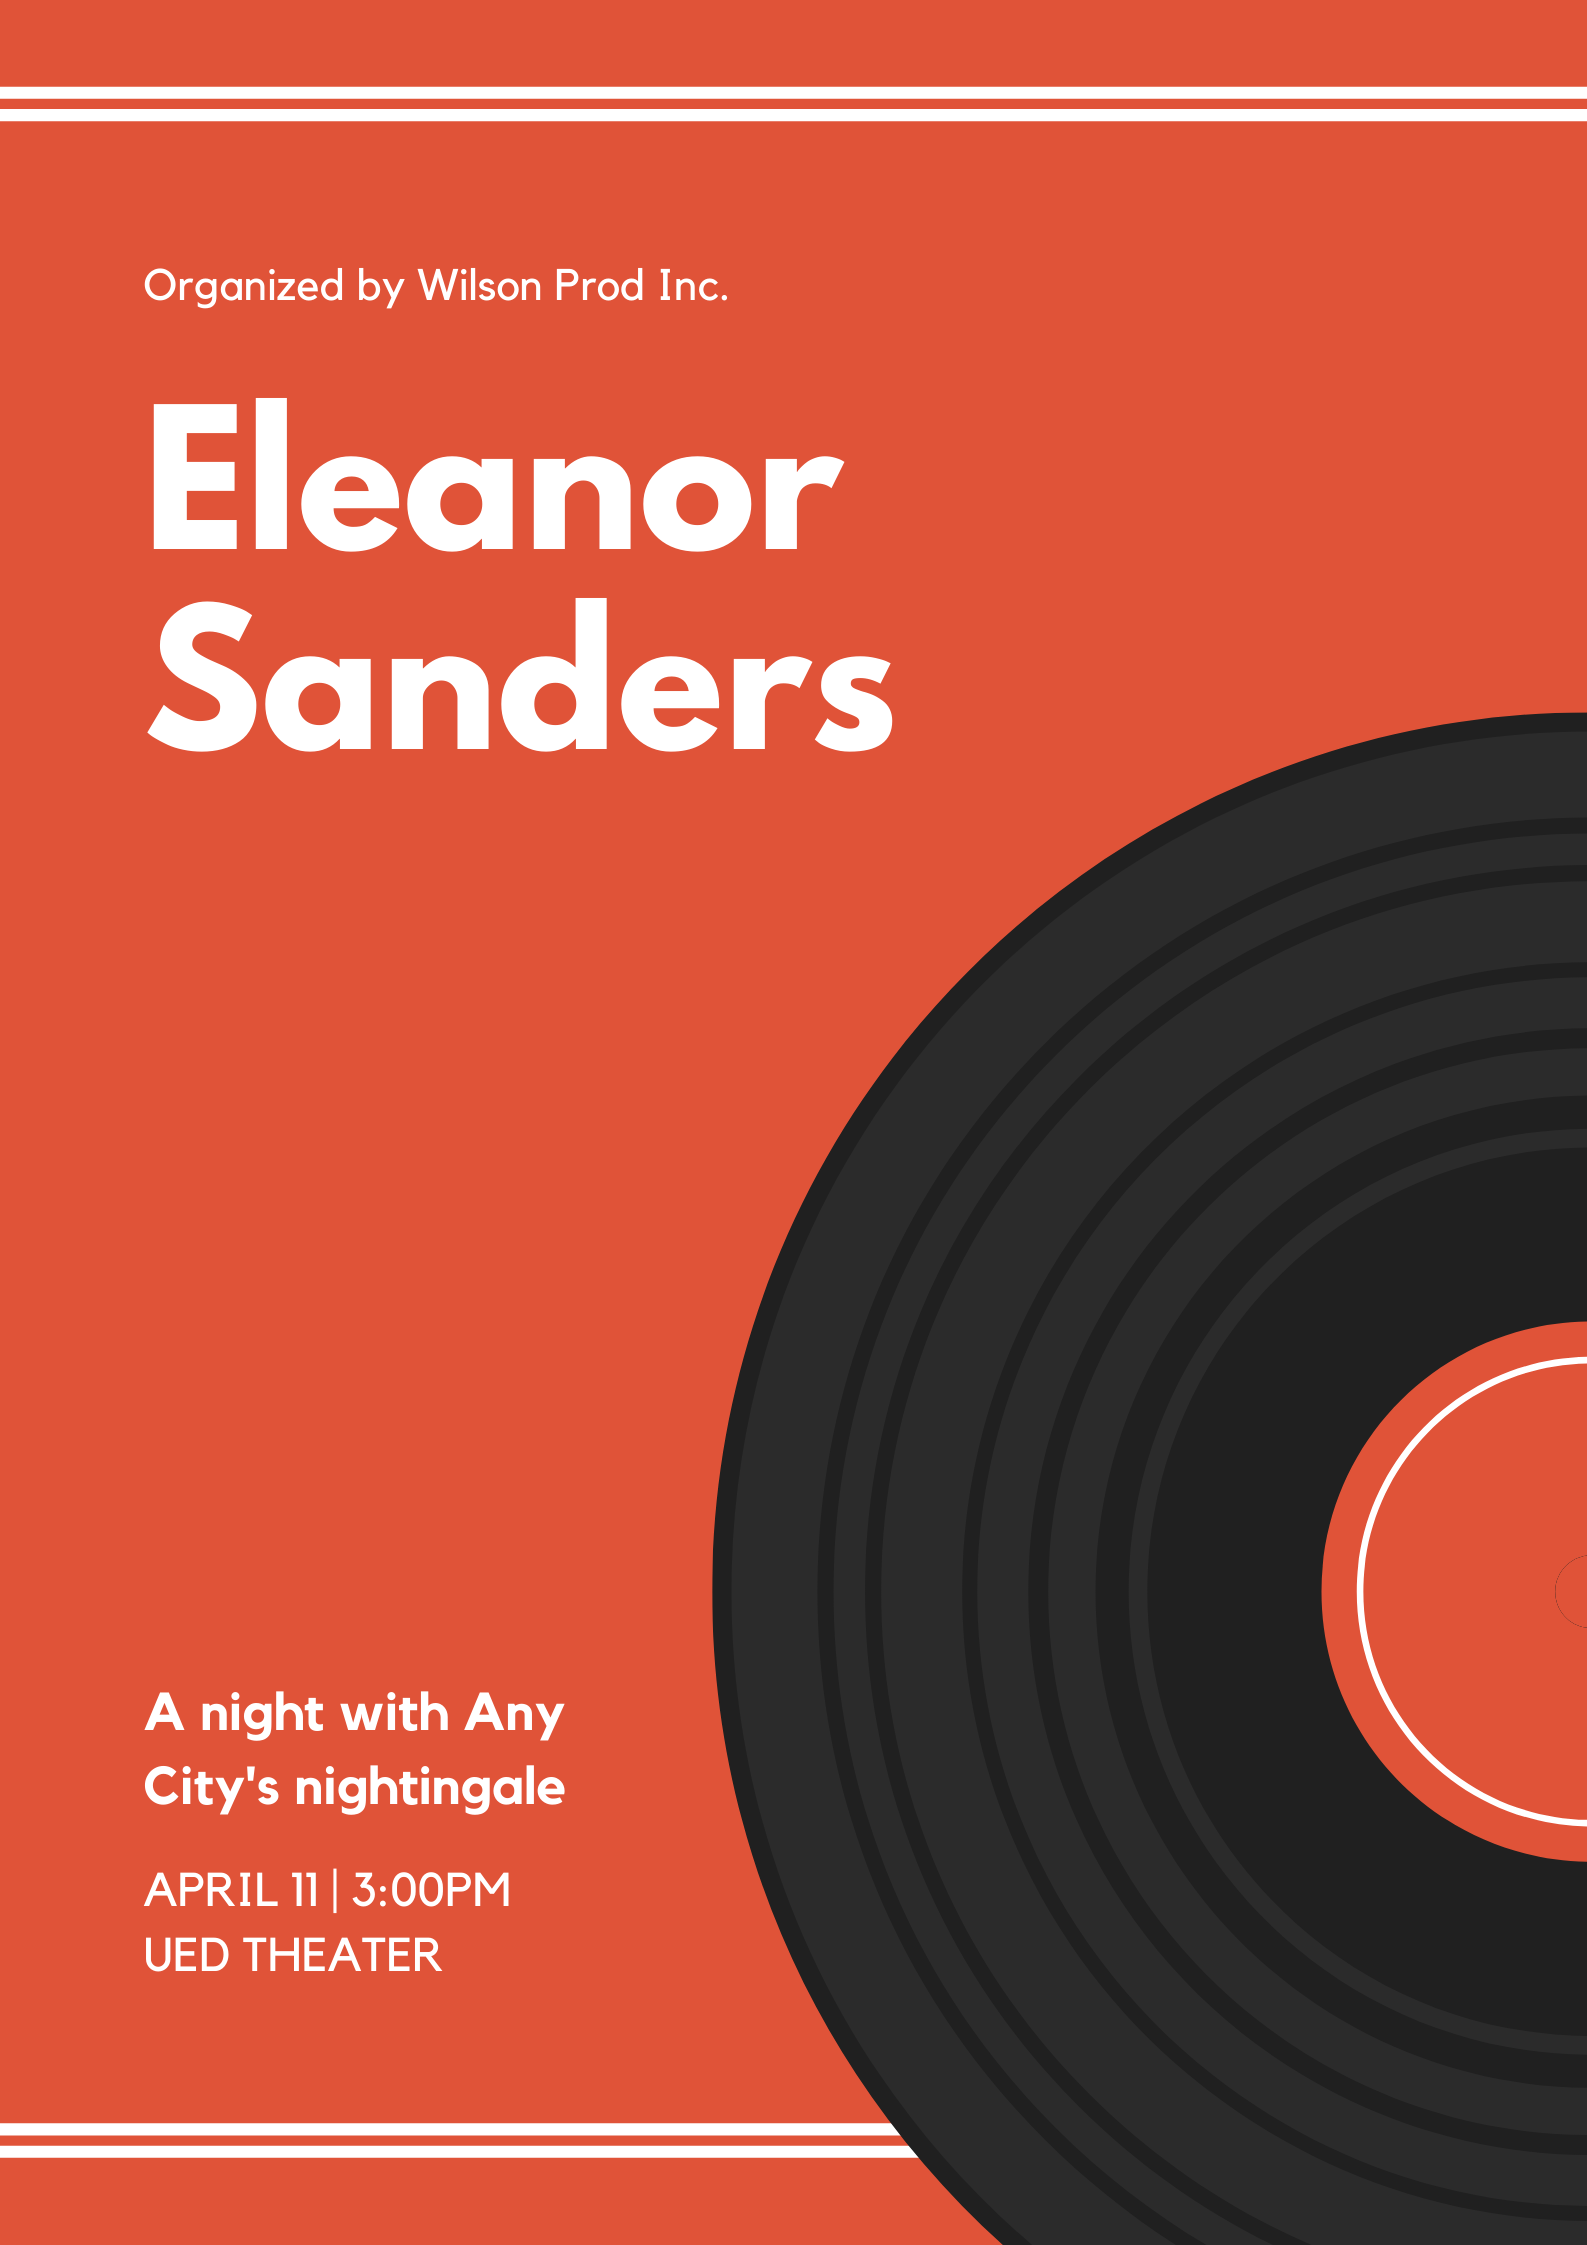 Organized by Wilson Prod Inc.
Eleanor
Sanders
A night with Any
City's nightingale
APRIL 11 | 3:00PM
UED THEATER